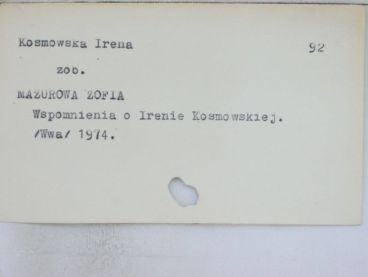 Kosmowska Irena 92
zob.
MAZUROWA ZOFIA
Wspomnienia o Irenie Kosmowskiej.
/Wwa/ 1974.